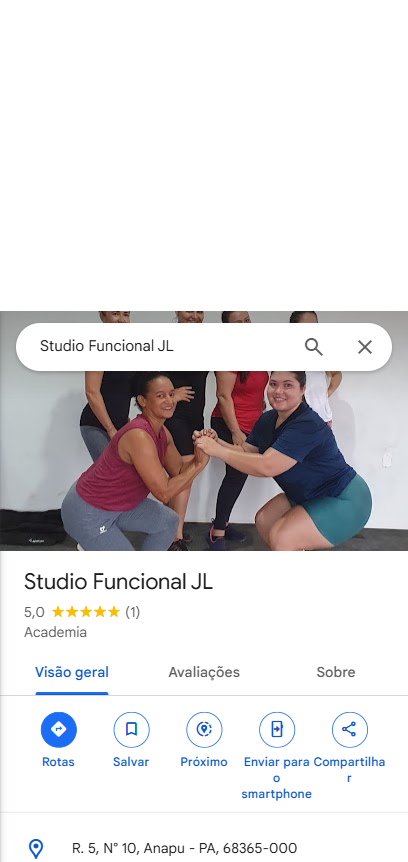 Studio Funcional JL
Studio Funcional JL
5,0 (1)
Academia
Visão geral
Avaliações
Sobre
Rotas
Salvar
Próximo
Enviar para
o
smartphone
Compartilha
r
R. 5, N° 10, Anapu - PA, 68365-000